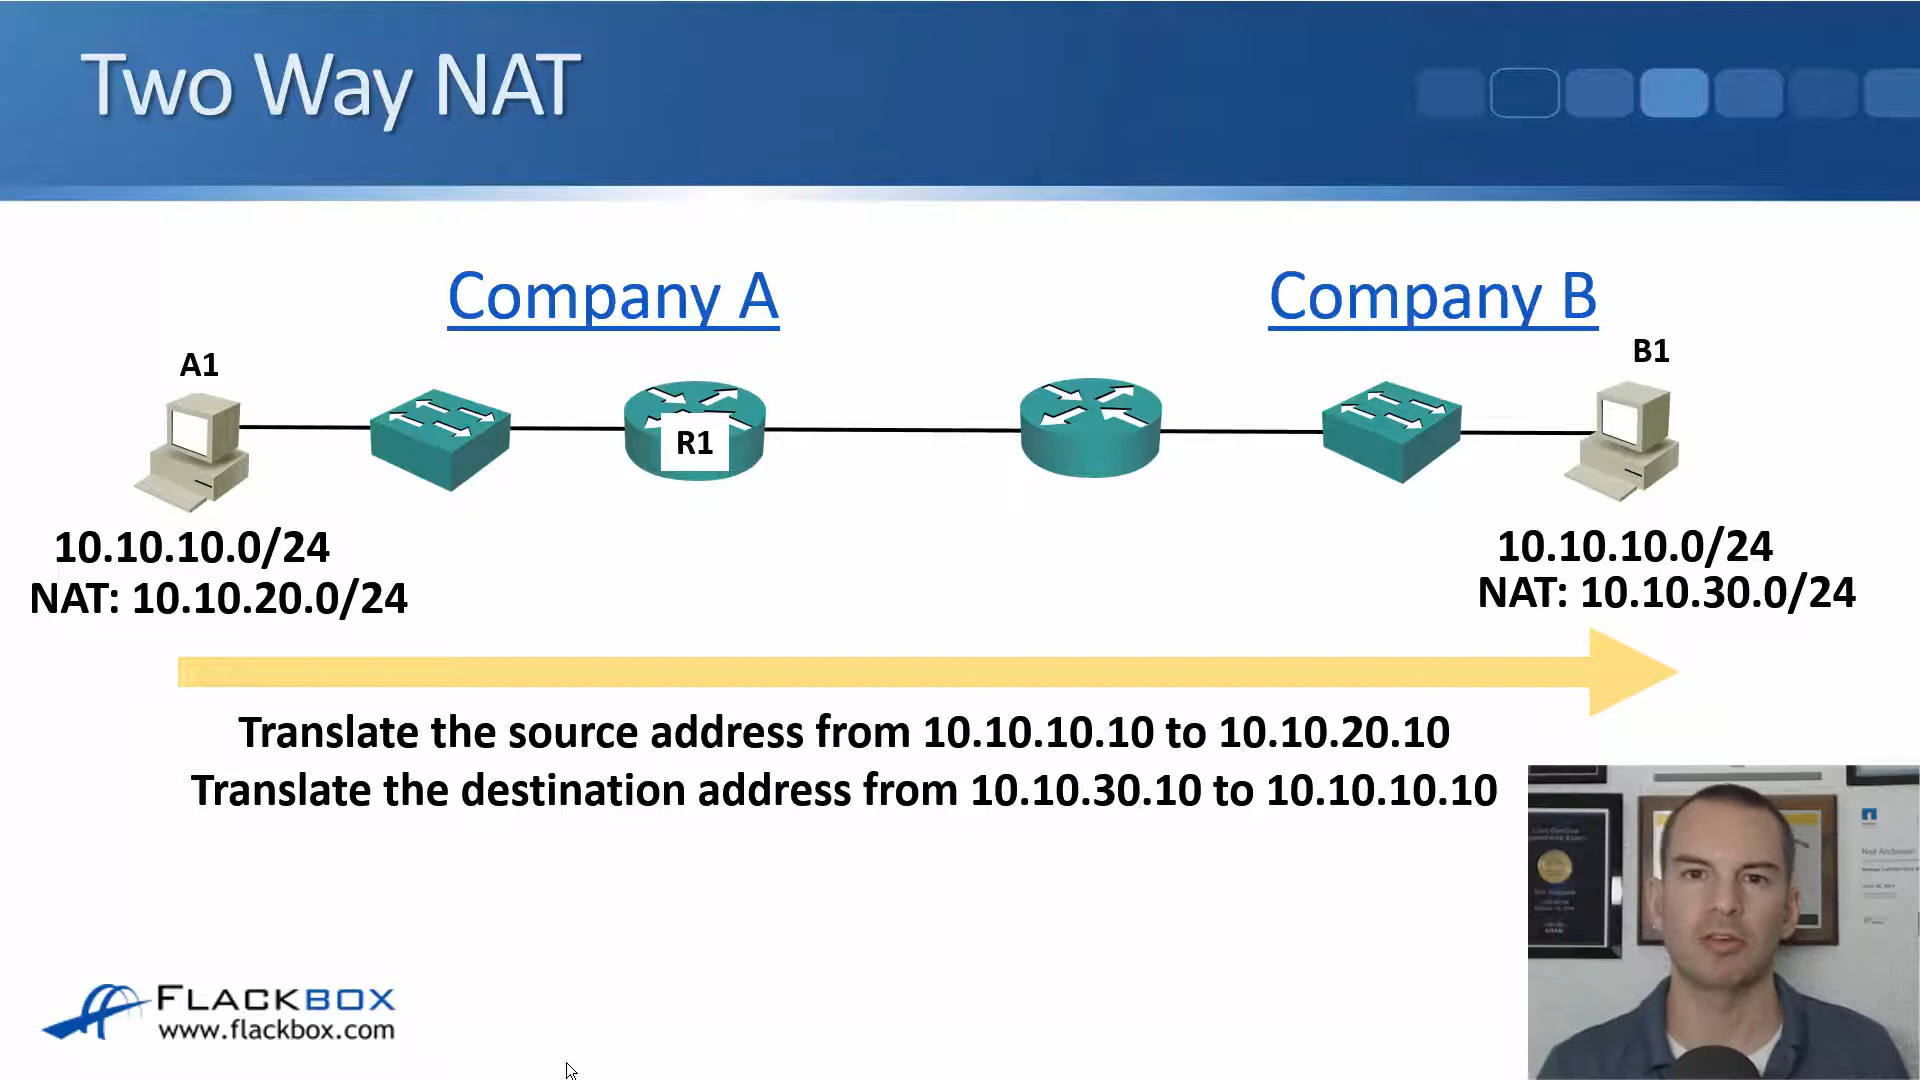 Two Way NAT
Company A
Company B
A1
B1
R1
10.10.10.0/24
NAT: 10.10.20.0/24
10.10.10.0/24
NAT: 10.10.30.0/24
Translate the source address from 10.10.10.10 to 10.10.20.10
Translate the destination address from 10.10.30.10 to 10.10.10.10
FLACKBOX
www.flackbox.com
Neil Anderson